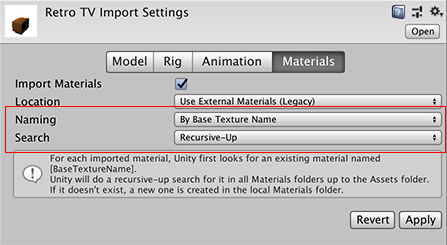 Retro TV Import Settings
Open
Model Rig Animation Materials
Import Materials
Location Use External Materials (Legacy)
Naming By Base Texture Name
Search Recursive-Up
For each imported material, Unity first looks for an existing material named
[BaseTextureName].
Unity will do a recursive-up search for it in all Materials folders up to the Assets folder.
If it doesn't exist, a new one is created in the local Materials folder.
Revert Apply